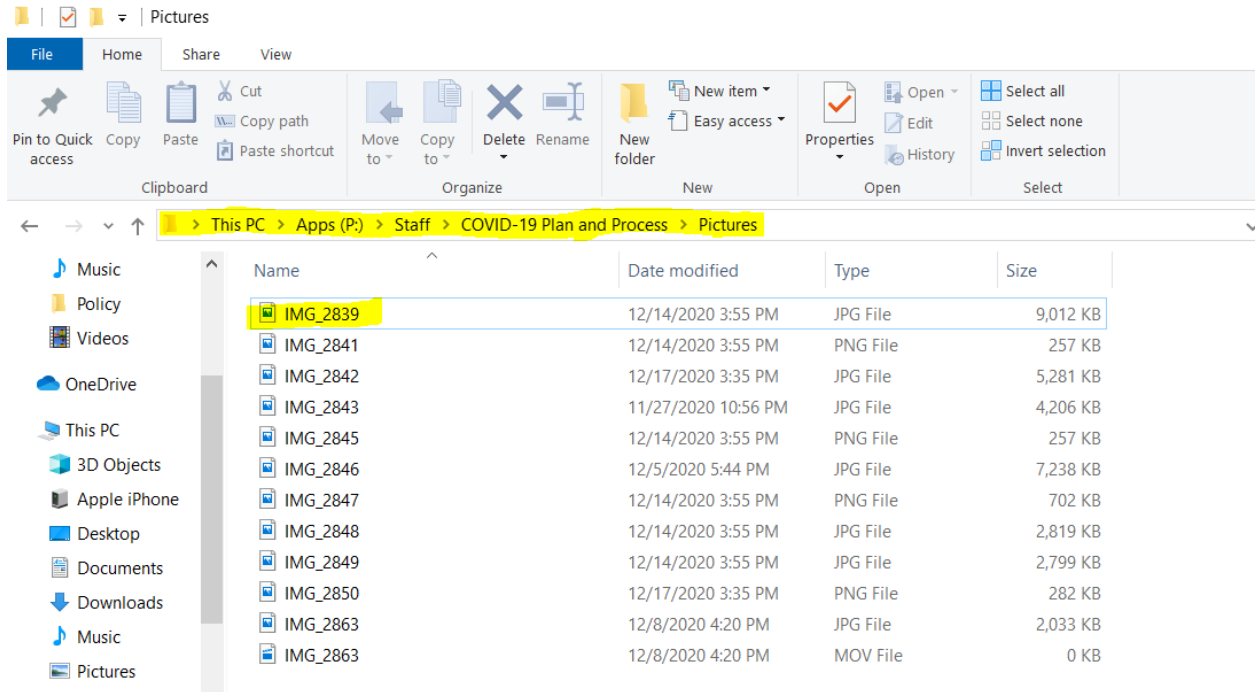 Pictures
File Home Share View
Pin to Quick access Copy Paste Cut Copy path Paste shortcut
Clipboard
Move to Copy to Delete Rename
Organize
New folder New item Easy access
New
Properties Open Edit History
Open
Select all Select none Invert selection
Select
This PC > Apps (P:) > Staff > COVID-19 Plan and Process > Pictures
Music
Policy
Videos
OneDrive
This PC
3D Objects
Apple iPhone
Desktop
Documents
Downloads
Music
Pictures
Name Date modified Type Size
IMG_2839 12/14/2020 3:55 PM JPG File 9,012 KB
IMG_2841 12/14/2020 3:55 PM PNG File 257 KB
IMG_2842 12/17/2020 3:35 PM JPG File 5,281 KB
IMG_2843 11/27/2020 10:56 PM JPG File 4,206 KB
IMG_2845 12/14/2020 3:55 PM PNG File 257 KB
IMG_2846 12/5/2020 5:44 PM JPG File 7,238 KB
IMG_2847 12/14/2020 3:55 PM PNG File 702 KB
IMG_2848 12/14/2020 3:55 PM JPG File 2,819 KB
IMG_2849 12/14/2020 3:55 PM JPG File 2,799 KB
IMG_2850 12/17/2020 3:35 PM PNG File 282 KB
IMG_2863 12/8/2020 4:20 PM JPG File 2,033 KB
IMG_2863 12/8/2020 4:20 PM MOV File 0 KB